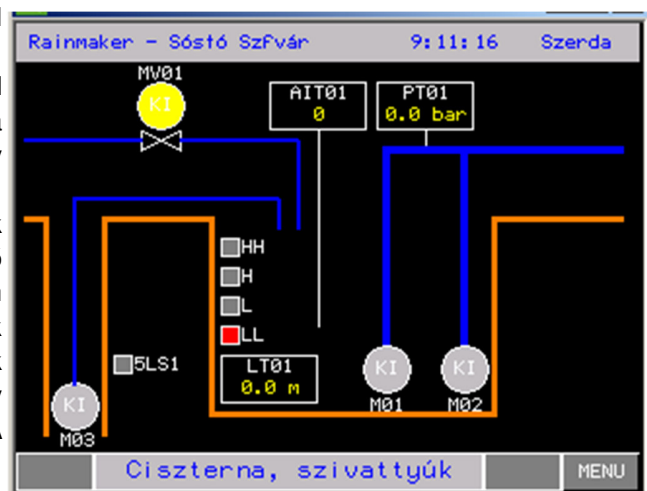 Rainmaker - Sóstó SzFvár 9:11:16 Szerda
MV01
KI
AIT01
0
PT01
0.0 bar
HH
H
L
LL
5LS1
LT01
0.0 m
KI
M03
KI
M01
KI
M02
Ciszterna, szivattyúk
MENU